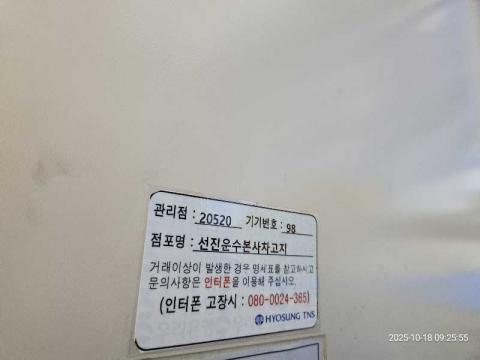 관리점 : 20520 기기번호 : 98
점포명 : 선진운수본사차고지
거래이상이 발생한 경우 명세표를 참고하시고
문의사항은 인터폰을 이용해 주십시오.
(인터폰 고장시 : 080-0024-365)
HYOSUNG TNS
2025-10-18 09:25:55